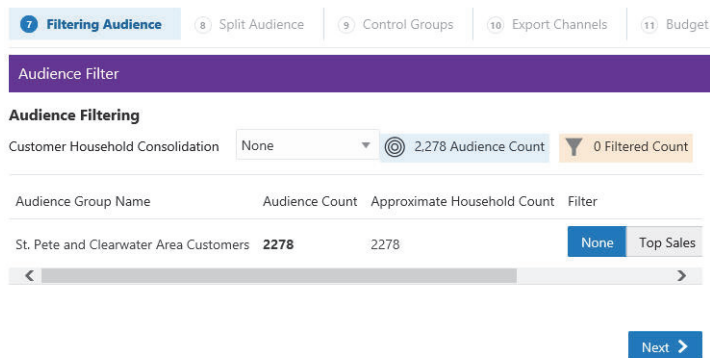 7 Filtering Audience 8 Split Audience 9 Control Groups 10 Export Channels 11 Budget
Audience Filter
Audience Filtering
Customer Household Consolidation None 2,278 Audience Count 0 Filtered Count
Audience Group Name Audience Count Approximate Household Count Filter
St. Pete and Clearwater Area Customers 2278 2278 None Top Sales
Next